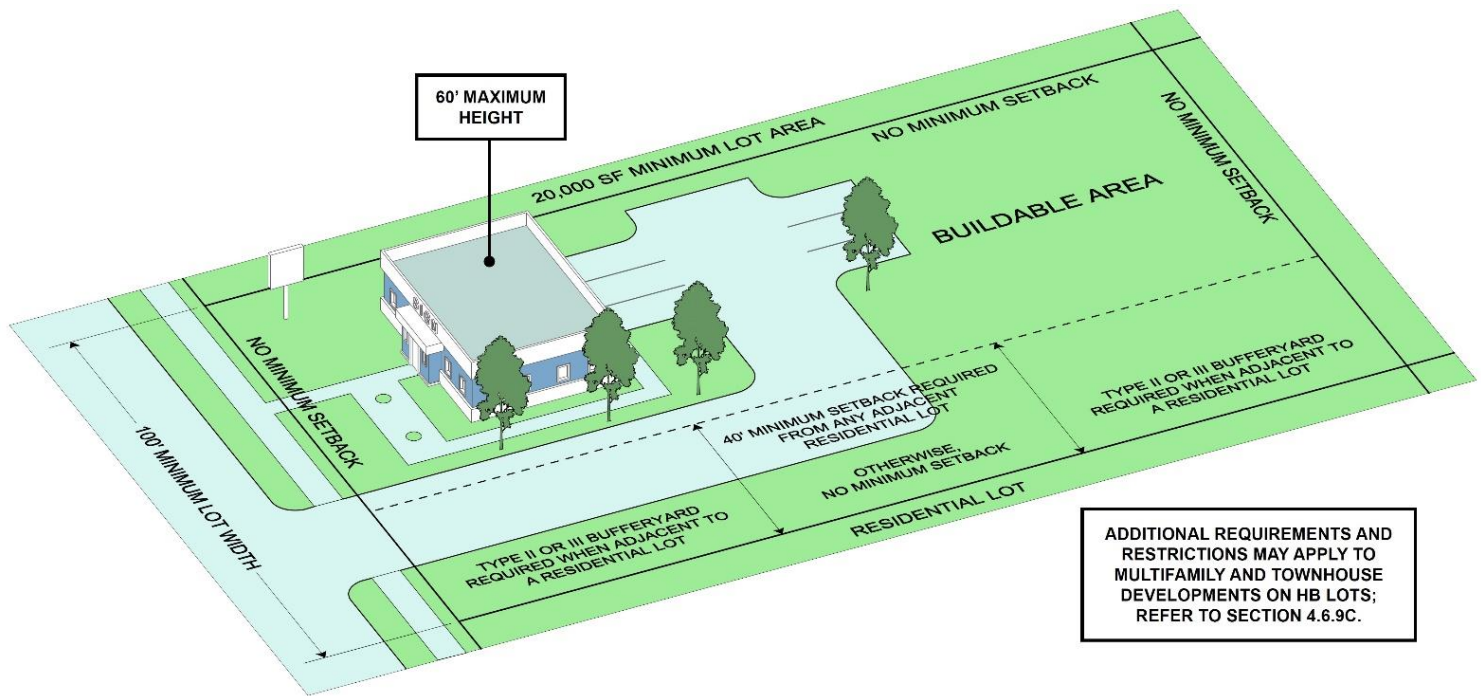 60' MAXIMUM
HEIGHT
20,000 SF MINIMUM LOT AREA
NO MINIMUM SETBACK
NO MINIMUM SETBACK
BUILDABLE AREA
SIGN
NO MINIMUM SETBACK
100' MINIMUM LOT WIDTH
40' MINIMUM SETBACK REQUIRED
FROM ANY ADJACENT
RESIDENTIAL LOT
OTHERWISE,
NO MINIMUM SETBACK
TYPE II OR III BUFFERYARD
REQUIRED WHEN ADJACENT TO
A RESIDENTIAL LOT
TYPE II OR III BUFFERYARD
REQUIRED WHEN ADJACENT TO
A RESIDENTIAL LOT
RESIDENTIAL LOT
ADDITIONAL REQUIREMENTS AND
RESTRICTIONS MAY APPLY TO
MULTIFAMILY AND TOWNHOUSE
DEVELOPMENTS ON HB LOTS;
REFER TO SECTION 4.6.9C.